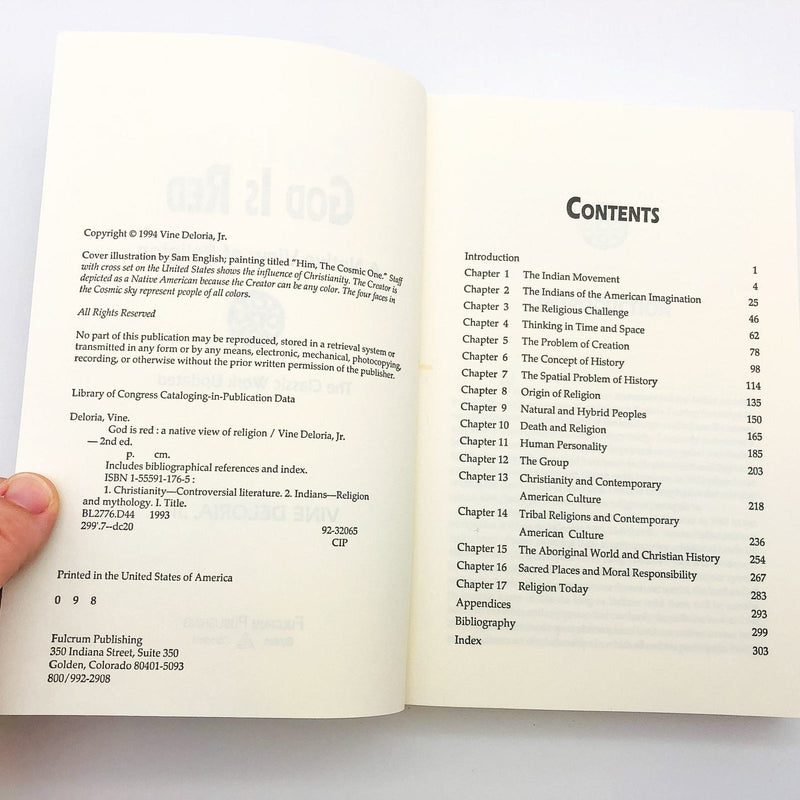 Copyright © 1994 Vine Deloria, Jr.
Cover illustration by Sam English; painting titled "Him, The Cosmic One." Staff
with cross set on the United States shows the influence of Christianity. The Creator is
depicted as a Native American because the Creator can be any color. The four faces in
the Cosmic sky represent people of all colors.
All Rights Reserved
No part of this publication may be reproduced, stored in a retrieval system or
transmitted in any form or by any means, electronic, mechanical, photocopying,
recording, or otherwise without the prior written permission of the publisher.
Library of Congress Cataloging-in-Publication Data
Deloria, Vine.
God is red : a native view of religion / Vine Deloria, Jr.
— 2nd ed.
p. cm.
Includes bibliographical references and index.
ISBN 1-55591-176-5 :
1. Christianity—Controversial literature. 2. Indians—Religion
and mythology. I. Title.
BL2776.D44 1993
299'.7--dc20 92-32065
CIP
Printed in the United States of America
0 9 8
Fulcrum Publishing
350 Indiana Street, Suite 350
Golden, Colorado 80401-5093
800/992-2908
CONTENTS
Introduction 1
Chapter 1 The Indian Movement 4
Chapter 2 The Indians of the American Imagination 25
Chapter 3 The Religious Challenge 46
Chapter 4 Thinking in Time and Space 62
Chapter 5 The Problem of Creation 78
Chapter 6 The Concept of History 98
Chapter 7 The Spatial Problem of History 114
Chapter 8 Origin of Religion 135
Chapter 9 Natural and Hybrid Peoples 150
Chapter 10 Death and Religion 165
Chapter 11 Human Personality 185
Chapter 12 The Group 203
Chapter 13 Christianity and Contemporary
American Culture 218
Chapter 14 Tribal Religions and Contemporary
American Culture 236
Chapter 15 The Aboriginal World and Christian History 254
Chapter 16 Sacred Places and Moral Responsibility 267
Chapter 17 Religion Today 283
Appendices 293
Bibliography 299
Index 303